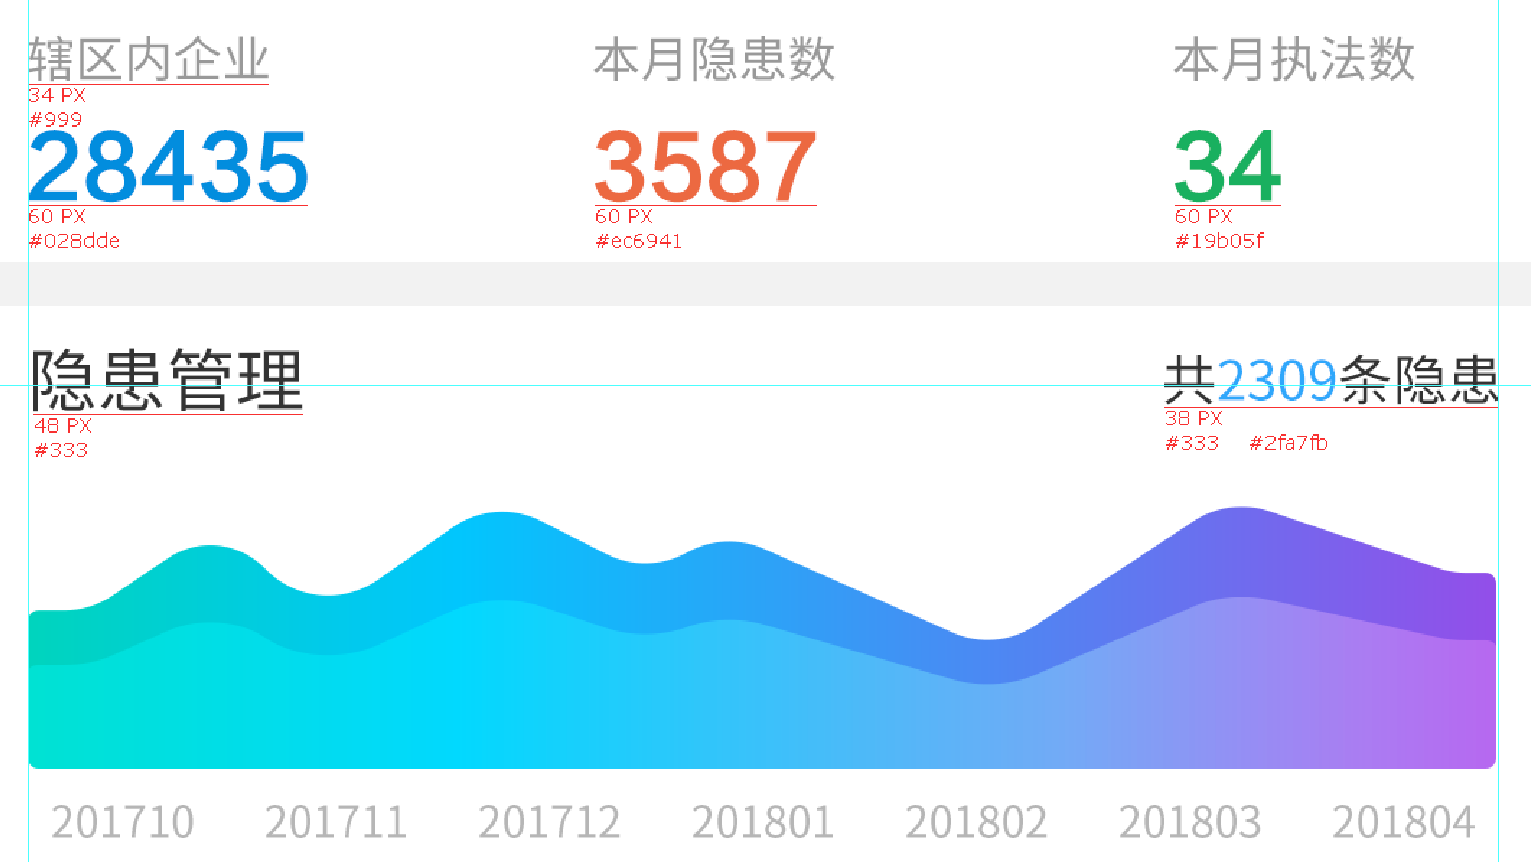 辖区内企业 本月隐患数 本月执法数
34 PX
#999
28435 3587 34
60 PX 60 PX 60 PX
#028dde #ec6941 #19b05f
隐患管理 共2309条隐患
48 PX 38 PX
#333 #333 #2fa7fb
201710 201711 201712 201801 201802 201803 201804